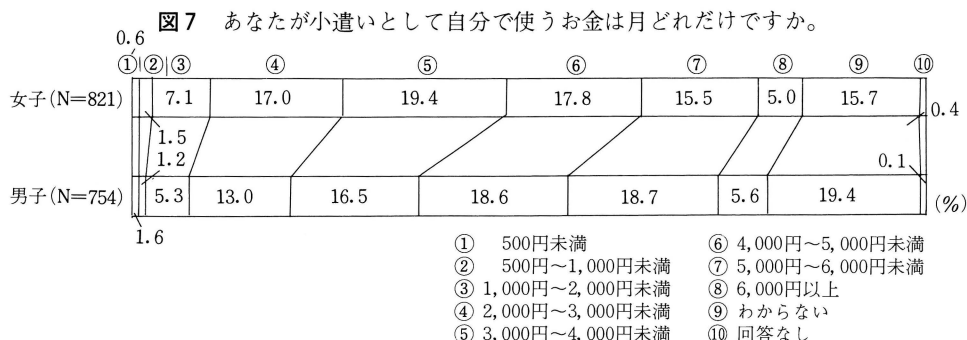 図7 あなたが小遣いとして自分で使うお金は月どれだけですか。
0.6
① ② ③ ④ ⑤ ⑥ ⑦ ⑧ ⑨ ⑩
女子(N=821) 7.1 17.0 19.4 17.8 15.5 5.0 15.7
0.4
1.5
1.2
0.1
男子(N=754) 5.3 13.0 16.5 18.6 18.7 5.6 19.4 (%)
1.6
① 500円未満
② 500円～1,000円未満
③ 1,000円～2,000円未満
④ 2,000円～3,000円未満
⑤ 3,000円～4,000円未満
⑥ 4,000円～5,000円未満
⑦ 5,000円～6,000円未満
⑧ 6,000円以上
⑨ わからない
⑩ 回答なし